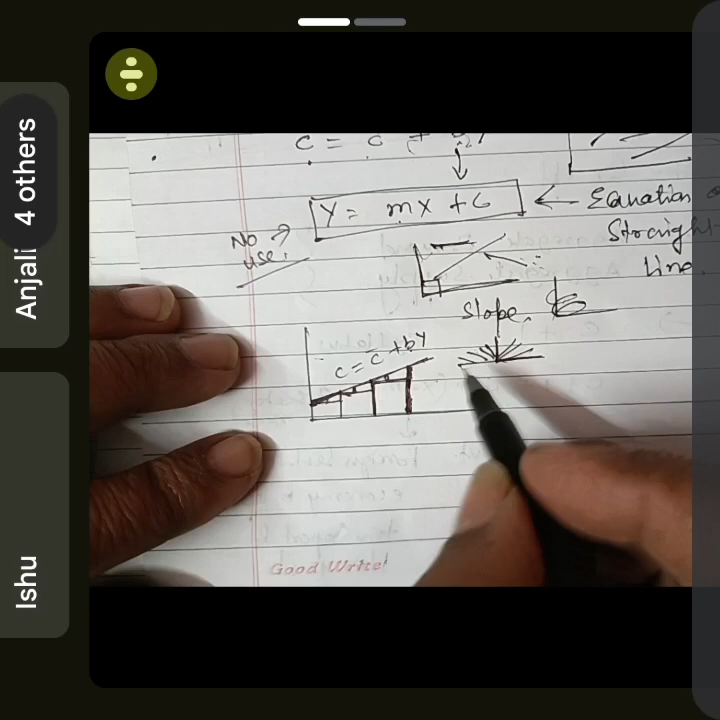 Anjali 4 others
Ishu
Y = mX + C ← Equation
Straight
Line
No
use
Slope.
C = C̅ + bY
Good Write!